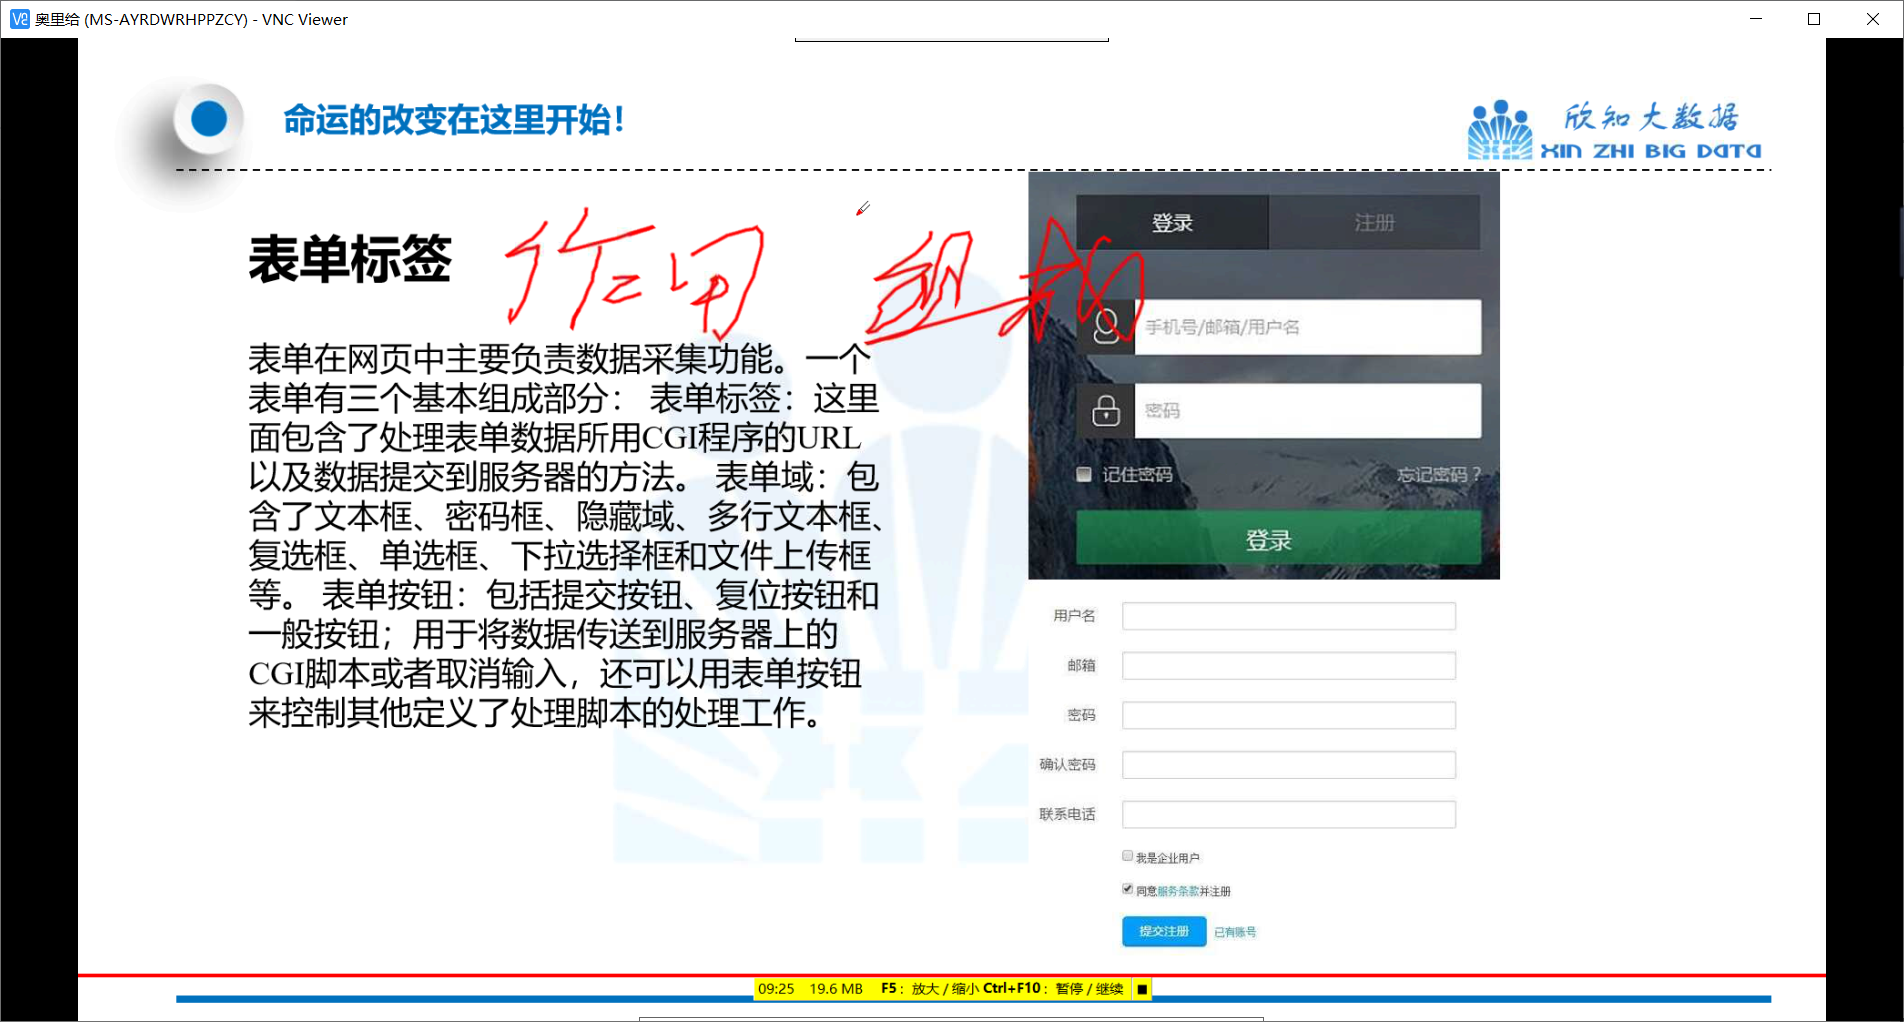 奥里给 (MS-AYRDWRHPPZCY) - VNC Viewer
命运的改变在这里开始！
欣知大数据
XIN ZHI BIG DATA
表单标签
作用 组成
表单在网页中主要负责数据采集功能。一个
表单有三个基本组成部分： 表单标签：这里
面包含了处理表单数据所用CGI程序的URL
以及数据提交到服务器的方法。 表单域：包
含了文本框、密码框、隐藏域、多行文本框、
复选框、单选框、下拉选择框和文件上传框
等。 表单按钮：包括提交按钮、复位按钮和
一般按钮；用于将数据传送到服务器上的
CGI脚本或者取消输入，还可以用表单按钮
来控制其他定义了处理脚本的处理工作。
登录 注册
手机号/邮箱/用户名
密码
记住密码 忘记密码？
登录
用户名
邮箱
密码
确认密码
联系电话
我是企业用户
同意服务条款并注册
提交注册 已有账号
09:25 19.6 MB F5：放大 / 缩小 Ctrl+F10：暂停 / 继续